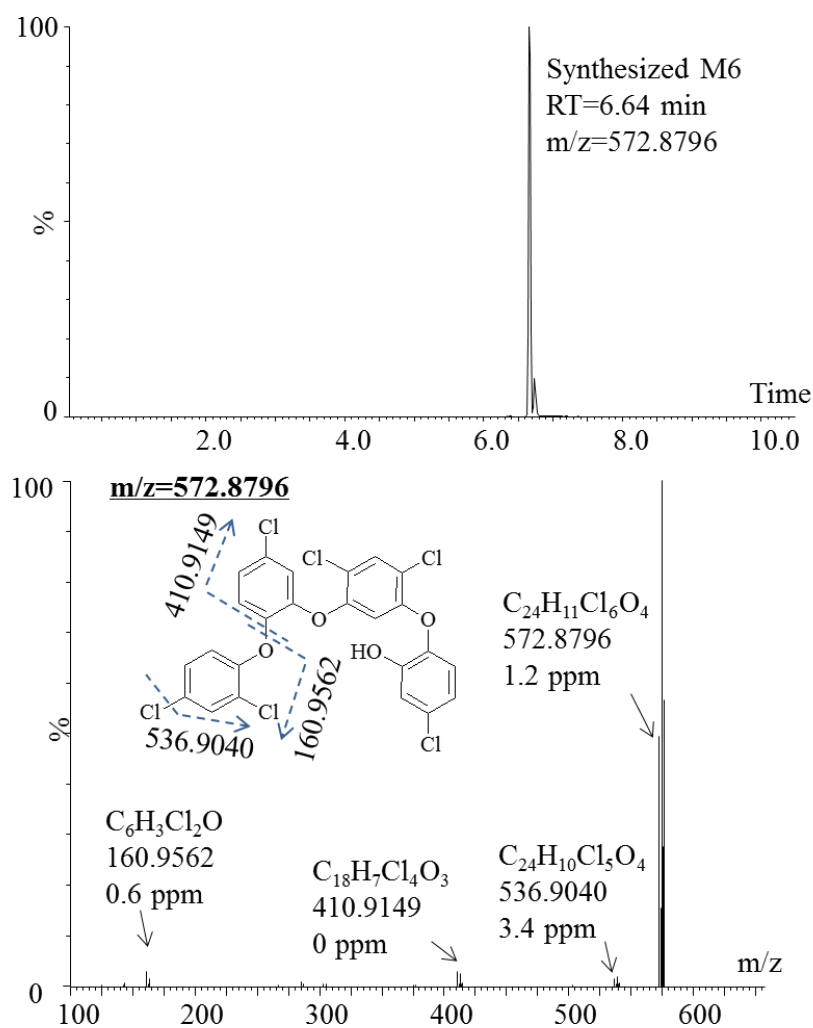 100
Synthesized M6
RT=6.64 min
m/z=572.8796
%
0
Time
2.0
4.0
6.0
8.0
10.0
100
m/z=572.8796
410.9149
Cl
Cl
Cl
O
O
O
HO
Cl
Cl
Cl
536.9040
160.9562
C₂₄H₁₁Cl₆O₄
572.8796
1.2 ppm
%
C₆H₃Cl₂O
160.9562
0.6 ppm
C₁₈H₇Cl₄O₃
410.9149
0 ppm
C₂₄H₁₀Cl₅O₄
536.9040
3.4 ppm
m/z
0
100
200
300
400
500
600